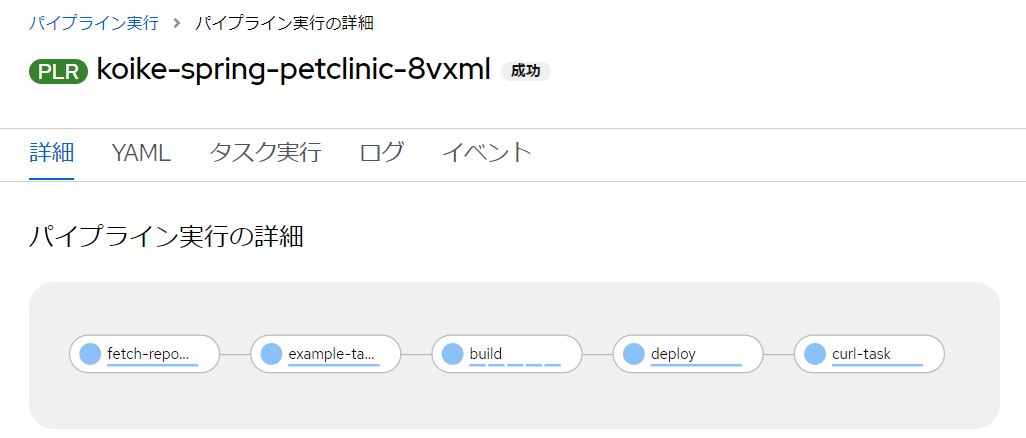 パイプライン実行 > パイプライン実行の詳細
PLR koike-spring-petclinic-8vxml 成功
詳細 YAML タスク実行 ログ イベント
パイプライン実行の詳細
fetch-repo... example-ta... build deploy curl-task